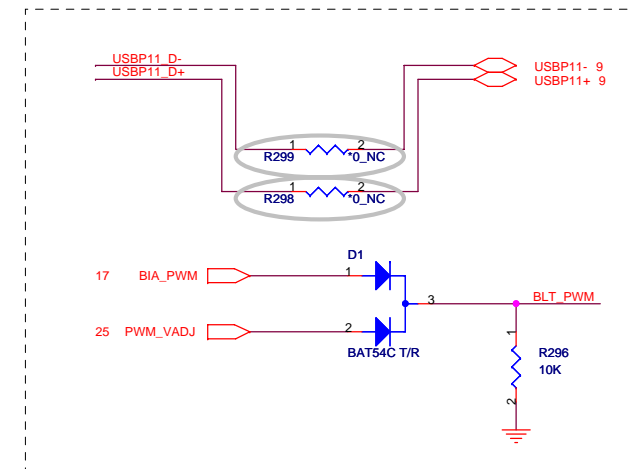 USBP11_D-
USBP11_D+
USBP11- 9
USBP11+ 9
1 2
R299 *0_NC
1 2
R298 *0_NC
D1
17 BIA_PWM 1
3 BLT_PWM
25 PWM_VADJ 2
BAT54C T/R
1
R296
10K
2